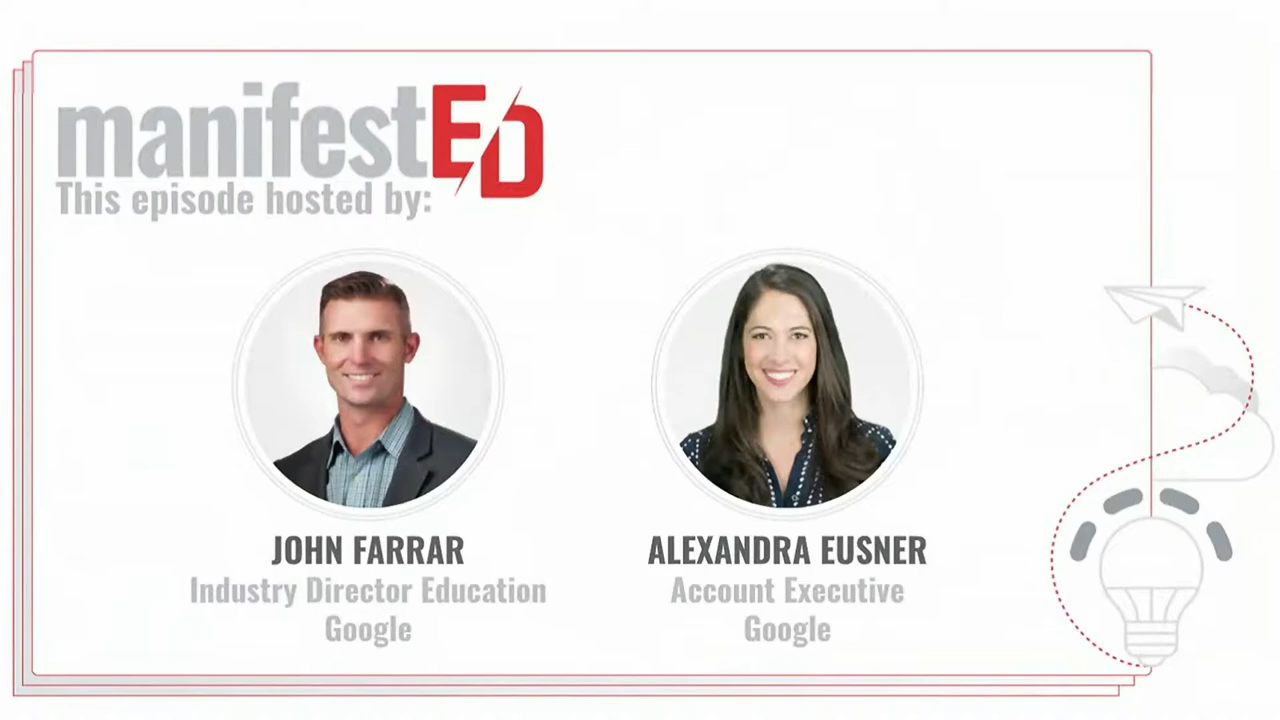 manifestED
This episode hosted by:
JOHN FARRAR
Industry Director Education
Google
ALEXANDRA EUSNER
Account Executive
Google